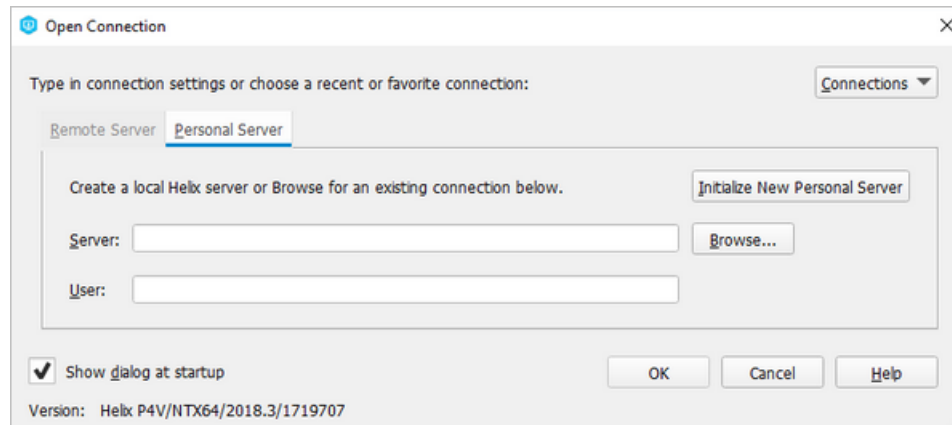 Open Connection
Type in connection settings or choose a recent or favorite connection:
Connections
Remote Server Personal Server
Create a local Helix server or Browse for an existing connection below.
Initialize New Personal Server
Server:
Browse...
User:
Show dialog at startup
OK Cancel Help
Version: Helix P4V/NTX64/2018.3/1719707